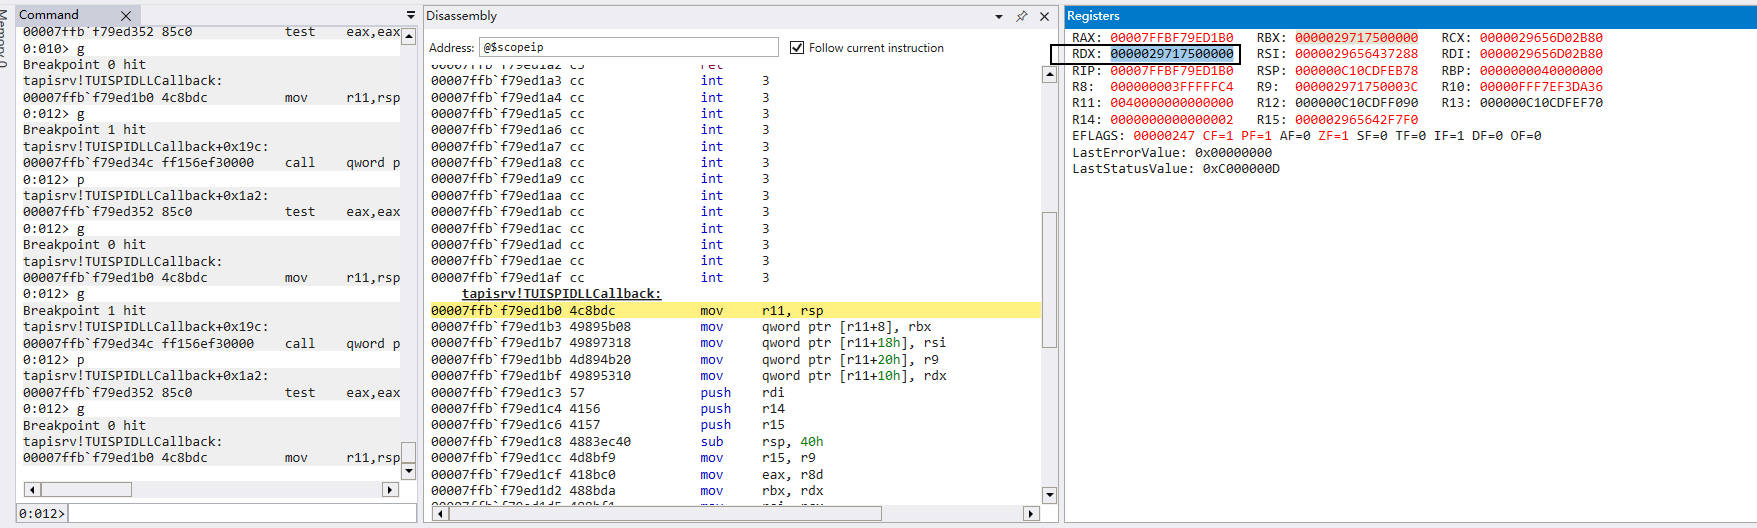 Memory 0
Command
00007ffb`f79ed352 85c0 test eax,eax
0:010> g
Breakpoint 0 hit
tapisrv!TUISPIDLLCallback:
00007ffb`f79ed1b0 4c8bdc mov r11,rsp
0:012> g
Breakpoint 1 hit
tapisrv!TUISPIDLLCallback+0x19c:
00007ffb`f79ed34c ff156ef30000 call qword p
0:012> p
tapisrv!TUISPIDLLCallback+0x1a2:
00007ffb`f79ed352 85c0 test eax,eax
0:012> g
Breakpoint 0 hit
tapisrv!TUISPIDLLCallback:
00007ffb`f79ed1b0 4c8bdc mov r11,rsp
0:012> g
Breakpoint 1 hit
tapisrv!TUISPIDLLCallback+0x19c:
00007ffb`f79ed34c ff156ef30000 call qword p
0:012> p
tapisrv!TUISPIDLLCallback+0x1a2:
00007ffb`f79ed352 85c0 test eax,eax
0:012> g
Breakpoint 0 hit
tapisrv!TUISPIDLLCallback:
00007ffb`f79ed1b0 4c8bdc mov r11,rsp
0:012>
Disassembly
Address: @$scopeip Follow current instruction
00007ffb`f79ed1a2 c3 ret
00007ffb`f79ed1a3 cc int 3
00007ffb`f79ed1a4 cc int 3
00007ffb`f79ed1a5 cc int 3
00007ffb`f79ed1a6 cc int 3
00007ffb`f79ed1a7 cc int 3
00007ffb`f79ed1a8 cc int 3
00007ffb`f79ed1a9 cc int 3
00007ffb`f79ed1aa cc int 3
00007ffb`f79ed1ab cc int 3
00007ffb`f79ed1ac cc int 3
00007ffb`f79ed1ad cc int 3
00007ffb`f79ed1ae cc int 3
00007ffb`f79ed1af cc int 3
tapisrv!TUISPIDLLCallback:
00007ffb`f79ed1b0 4c8bdc mov r11, rsp
00007ffb`f79ed1b3 49895b08 mov qword ptr [r11+8], rbx
00007ffb`f79ed1b7 49897318 mov qword ptr [r11+18h], rsi
00007ffb`f79ed1bb 4d894b20 mov qword ptr [r11+20h], r9
00007ffb`f79ed1bf 49895310 mov qword ptr [r11+10h], rdx
00007ffb`f79ed1c3 57 push rdi
00007ffb`f79ed1c4 4156 push r14
00007ffb`f79ed1c6 4157 push r15
00007ffb`f79ed1c8 4883ec40 sub rsp, 40h
00007ffb`f79ed1cc 4d8bf9 mov r15, r9
00007ffb`f79ed1cf 418bc0 mov eax, r8d
00007ffb`f79ed1d2 488bda mov rbx, rdx
Registers
RAX: 00007FFBF79ED1B0 RBX: 0000029717500000 RCX: 0000029656D02B80
RDX: 0000029717500000 RSI: 0000029656437288 RDI: 0000029656D02B80
RIP: 00007FFBF79ED1B0 RSP: 000000C10CDFEB78 RBP: 0000000040000000
R8: 000000003FFFFFC4 R9: 000002971750003C R10: 00000FFF7EF3DA36
R11: 0040000000000000 R12: 000000C10CDFF090 R13: 000000C10CDFEF70
R14: 0000000000000002 R15: 000002965642F7F0
EFLAGS: 00000247 CF=1 PF=1 AF=0 ZF=1 SF=0 TF=0 IF=1 DF=0 OF=0
LastErrorValue: 0x00000000
LastStatusValue: 0xC000000D